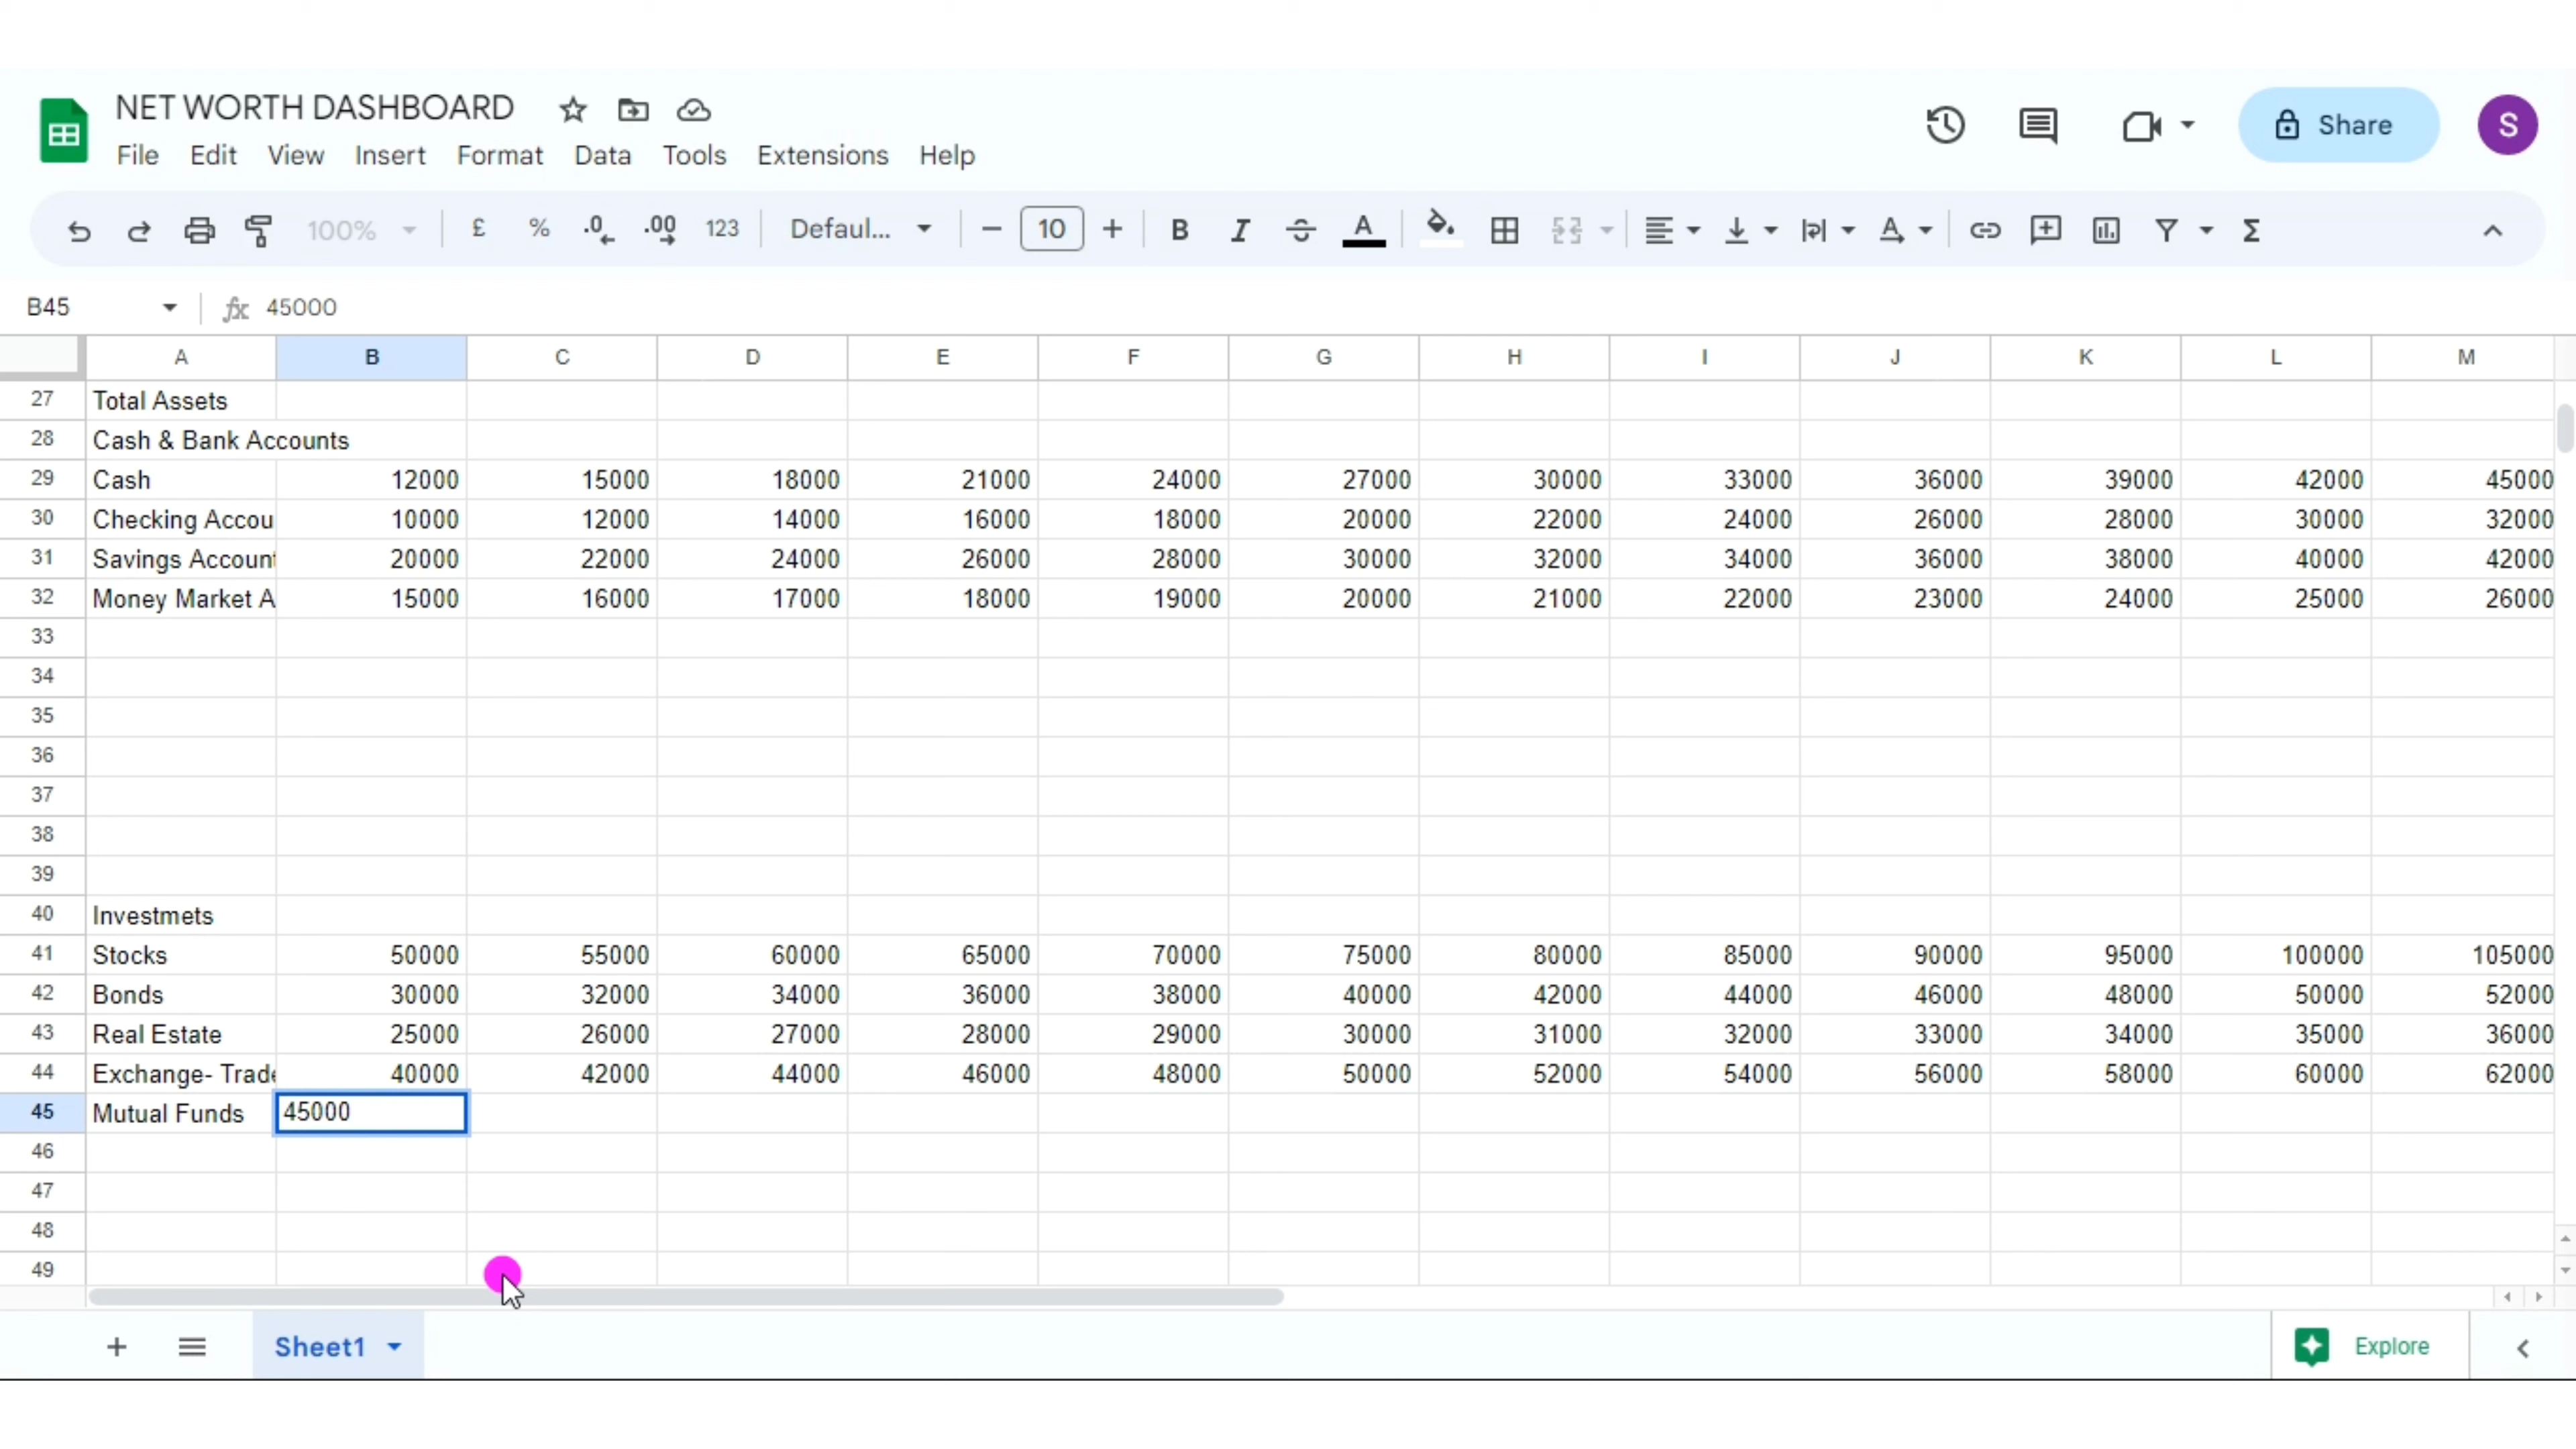 NET WORTH DASHBOARD
File Edit View Insert Format Data Tools Extensions Help
Share
S
100% £ % .0 .00 123 Defaul... 10 B I A A Σ
B45 fx 45000
A B C D E F G H I J K L M
27 Total Assets
28 Cash & Bank Accounts
29 Cash 12000 15000 18000 21000 24000 27000 30000 33000 36000 39000 42000 45000
30 Checking Accou 10000 12000 14000 16000 18000 20000 22000 24000 26000 28000 30000 32000
31 Savings Account 20000 22000 24000 26000 28000 30000 32000 34000 36000 38000 40000 42000
32 Money Market A 15000 16000 17000 18000 19000 20000 21000 22000 23000 24000 25000 26000
33
34
35
36
37
38
39
40 Investmets
41 Stocks 50000 55000 60000 65000 70000 75000 80000 85000 90000 95000 100000 105000
42 Bonds 30000 32000 34000 36000 38000 40000 42000 44000 46000 48000 50000 52000
43 Real Estate 25000 26000 27000 28000 29000 30000 31000 32000 33000 34000 35000 36000
44 Exchange- Trade 40000 42000 44000 46000 48000 50000 52000 54000 56000 58000 60000 62000
45 Mutual Funds 45000
46
47
48
49
Sheet1
Explore